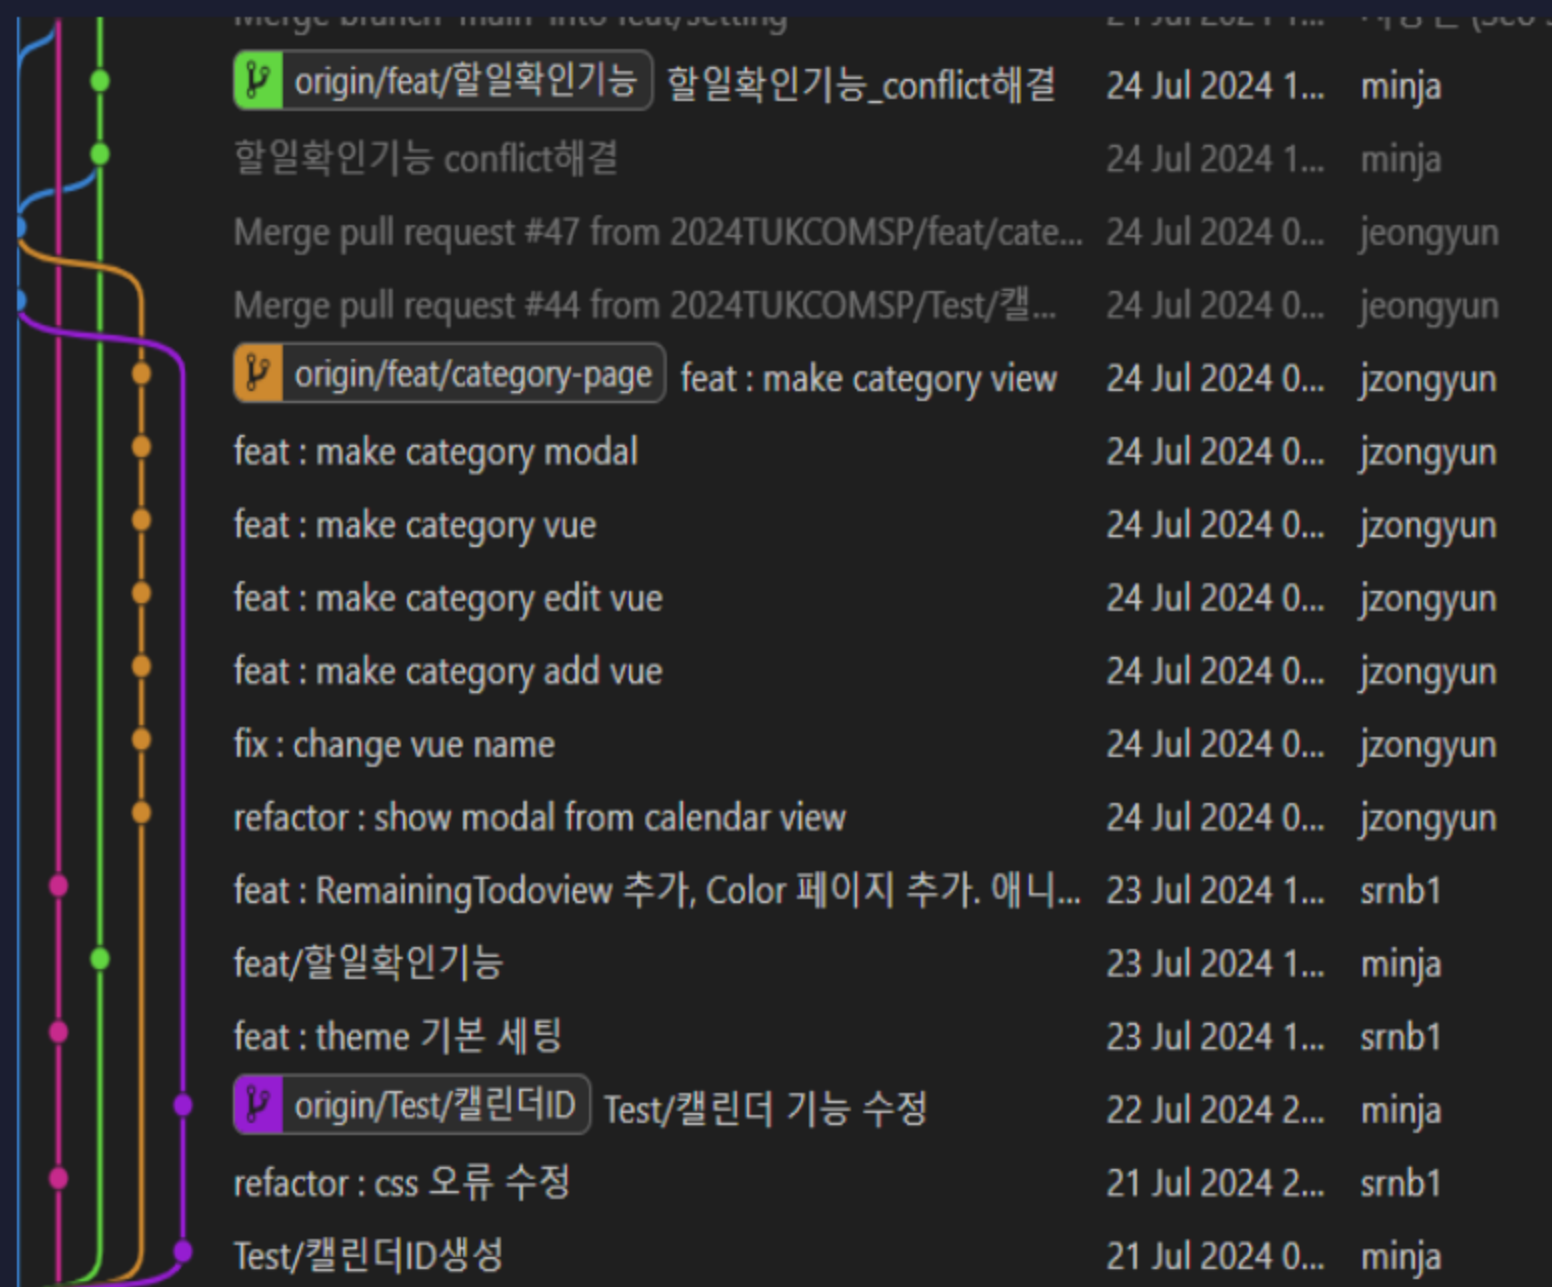 Merge branch 'main' into feat/setting 24 Jul 2024 1...
origin/feat/할일확인기능 할일확인기능_conflict해결 24 Jul 2024 1... minja
할일확인기능 conflict해결 24 Jul 2024 1... minja
Merge pull request #47 from 2024TUKCOMSP/feat/cate... 24 Jul 2024 0... jeongyun
Merge pull request #44 from 2024TUKCOMSP/Test/캘... 24 Jul 2024 0... jeongyun
origin/feat/category-page feat : make category view 24 Jul 2024 0... jzongyun
feat : make category modal 24 Jul 2024 0... jzongyun
feat : make category vue 24 Jul 2024 0... jzongyun
feat : make category edit vue 24 Jul 2024 0... jzongyun
feat : make category add vue 24 Jul 2024 0... jzongyun
fix : change vue name 24 Jul 2024 0... jzongyun
refactor : show modal from calendar view 24 Jul 2024 0... jzongyun
feat : RemainingTodoview 추가, Color 페이지 추가. 애니... 23 Jul 2024 1... srnb1
feat/할일확인기능 23 Jul 2024 1... minja
feat : theme 기본 세팅 23 Jul 2024 1... srnb1
origin/Test/캘린더ID Test/캘린더 기능 수정 22 Jul 2024 2... minja
refactor : css 오류 수정 21 Jul 2024 2... srnb1
Test/캘린더ID생성 21 Jul 2024 0... minja